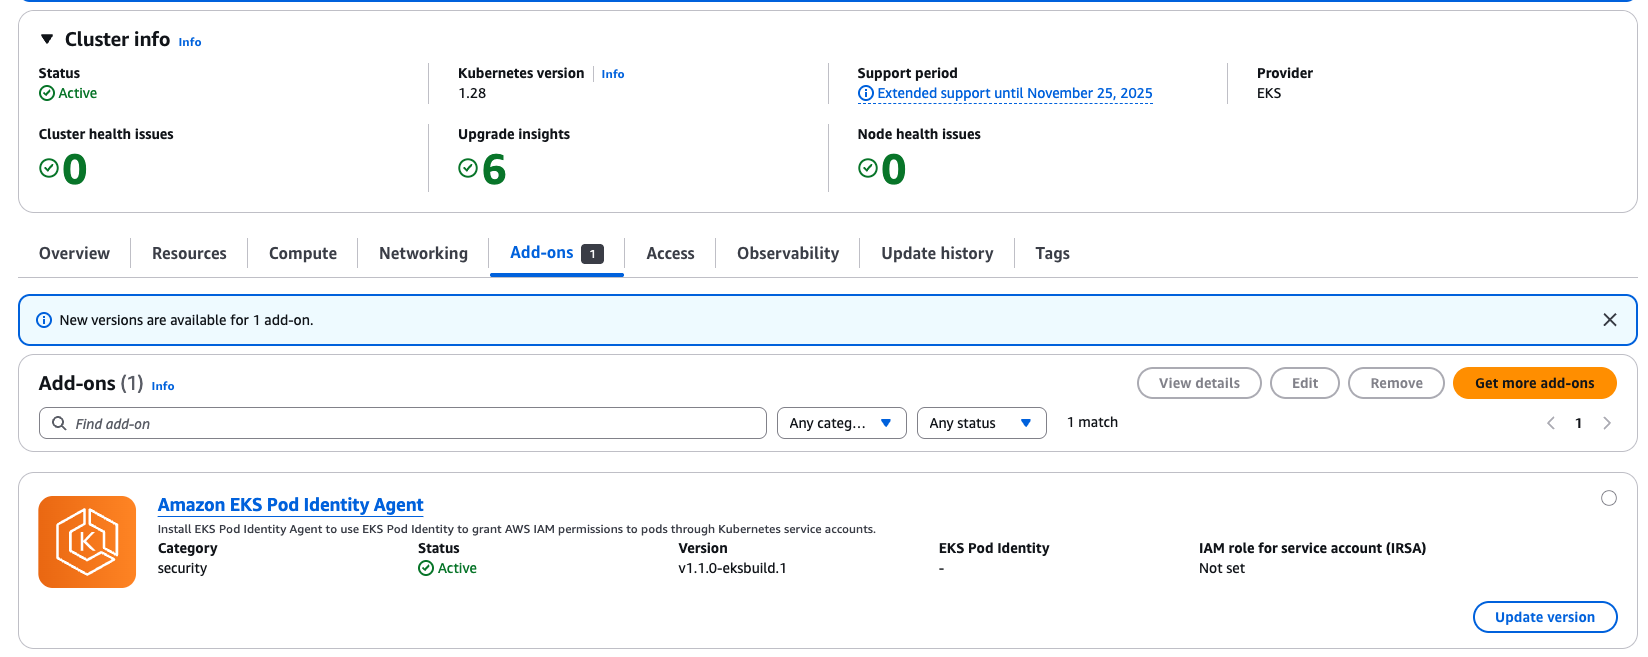 Cluster info Info
Status
Active
Kubernetes version Info
1.28
Support period
Extended support until November 25, 2025
Provider
EKS
Cluster health issues
0
Upgrade insights
6
Node health issues
0
Overview Resources Compute Networking Add-ons 1 Access Observability Update history Tags
New versions are available for 1 add-on.
Add-ons (1) Info
View details Edit Remove Get more add-ons
Find add-on Any categ... Any status 1 match 1
K
Amazon EKS Pod Identity Agent
Install EKS Pod Identity Agent to use EKS Pod Identity to grant AWS IAM permissions to pods through Kubernetes service accounts.
Category
security
Status
Active
Version
v1.1.0-eksbuild.1
EKS Pod Identity
-
IAM role for service account (IRSA)
Not set
Update version